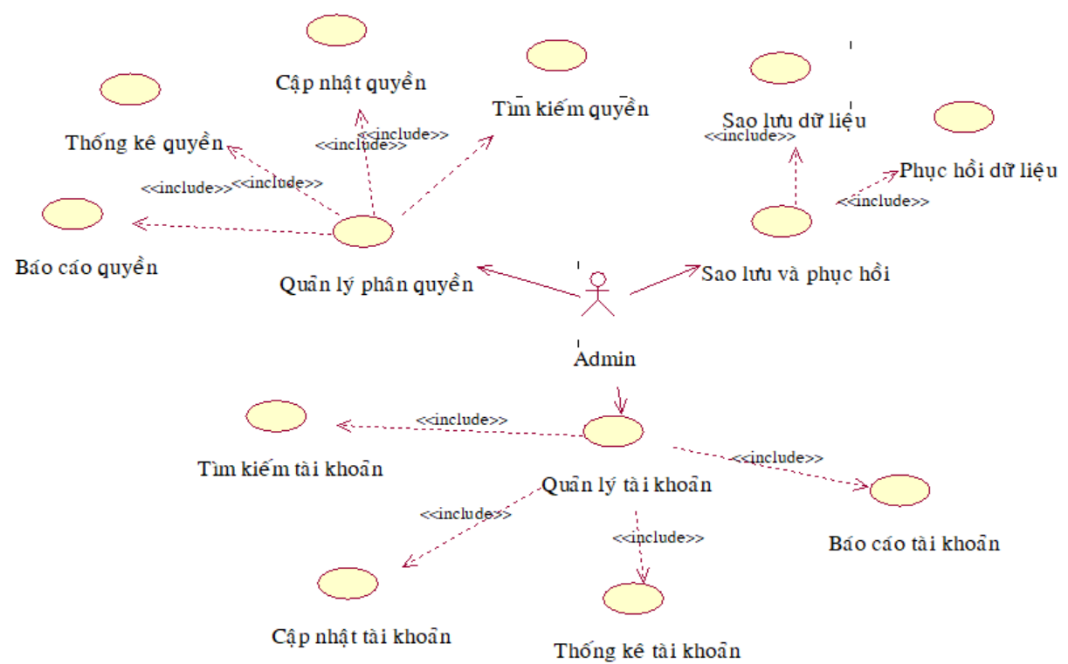 Cập nhật quyền
Tìm kiếm quyền
Sao lưu dữ liệu
<<include>>
<<include>>
<<include>>
Thống kê quyền
Phục hồi dữ liệu
<<include>>
<<include>>
<<include>>
Báo cáo quyền
Quản lý phân quyền
Sao lưu và phục hồi
Admin
<<include>>
Tìm kiếm tài khoản
<<include>>
Quản lý tài khoản
<<include>>
<<include>>
Báo cáo tài khoản
Cập nhật tài khoản
Thống kê tài khoản